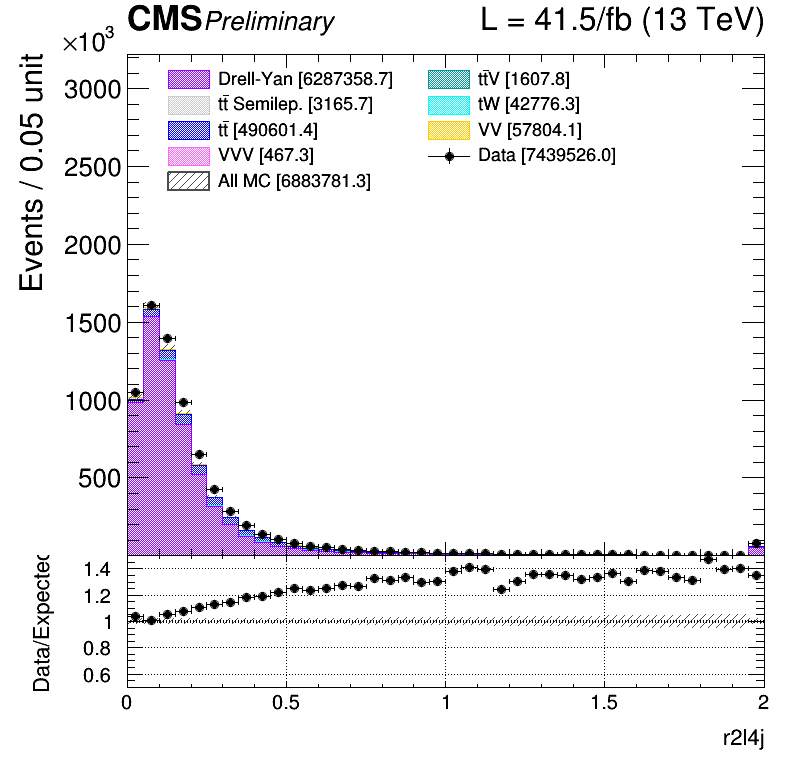 CMS Preliminary L = 41.5/fb (13 TeV)
×10³
Events / 0.05 unit
3000
2500
2000
1500
1000
500
Drell-Yan [6287358.7]
tt̄ Semilep. [3165.7]
tt̄ [490601.4]
VVV [467.3]
All MC [6883781.3]
tt̄V [1607.8]
tW [42776.3]
VV [57804.1]
Data [7439526.0]
Data/Expected
1.4
1.2
1
0.8
0.6
0 0.5 1 1.5 2
r2l4j